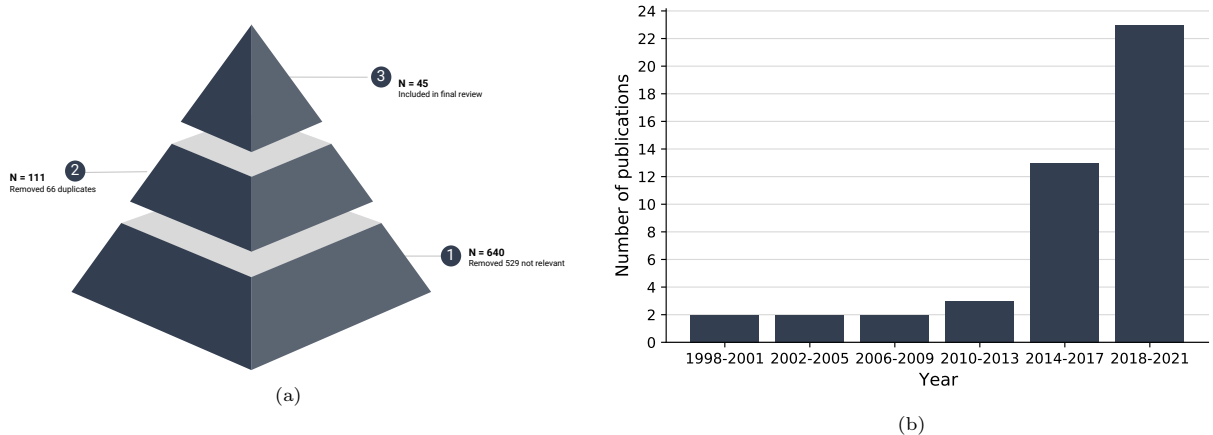 3
N = 45
Included in final review
2
N = 111
Removed 66 duplicates
1
N = 640
Removed 529 not relevant
(a)
Number of publications
24
22
20
18
16
14
12
10
8
6
4
2
0
1998-2001 2002-2005 2006-2009 2010-2013 2014-2017 2018-2021
Year
(b)